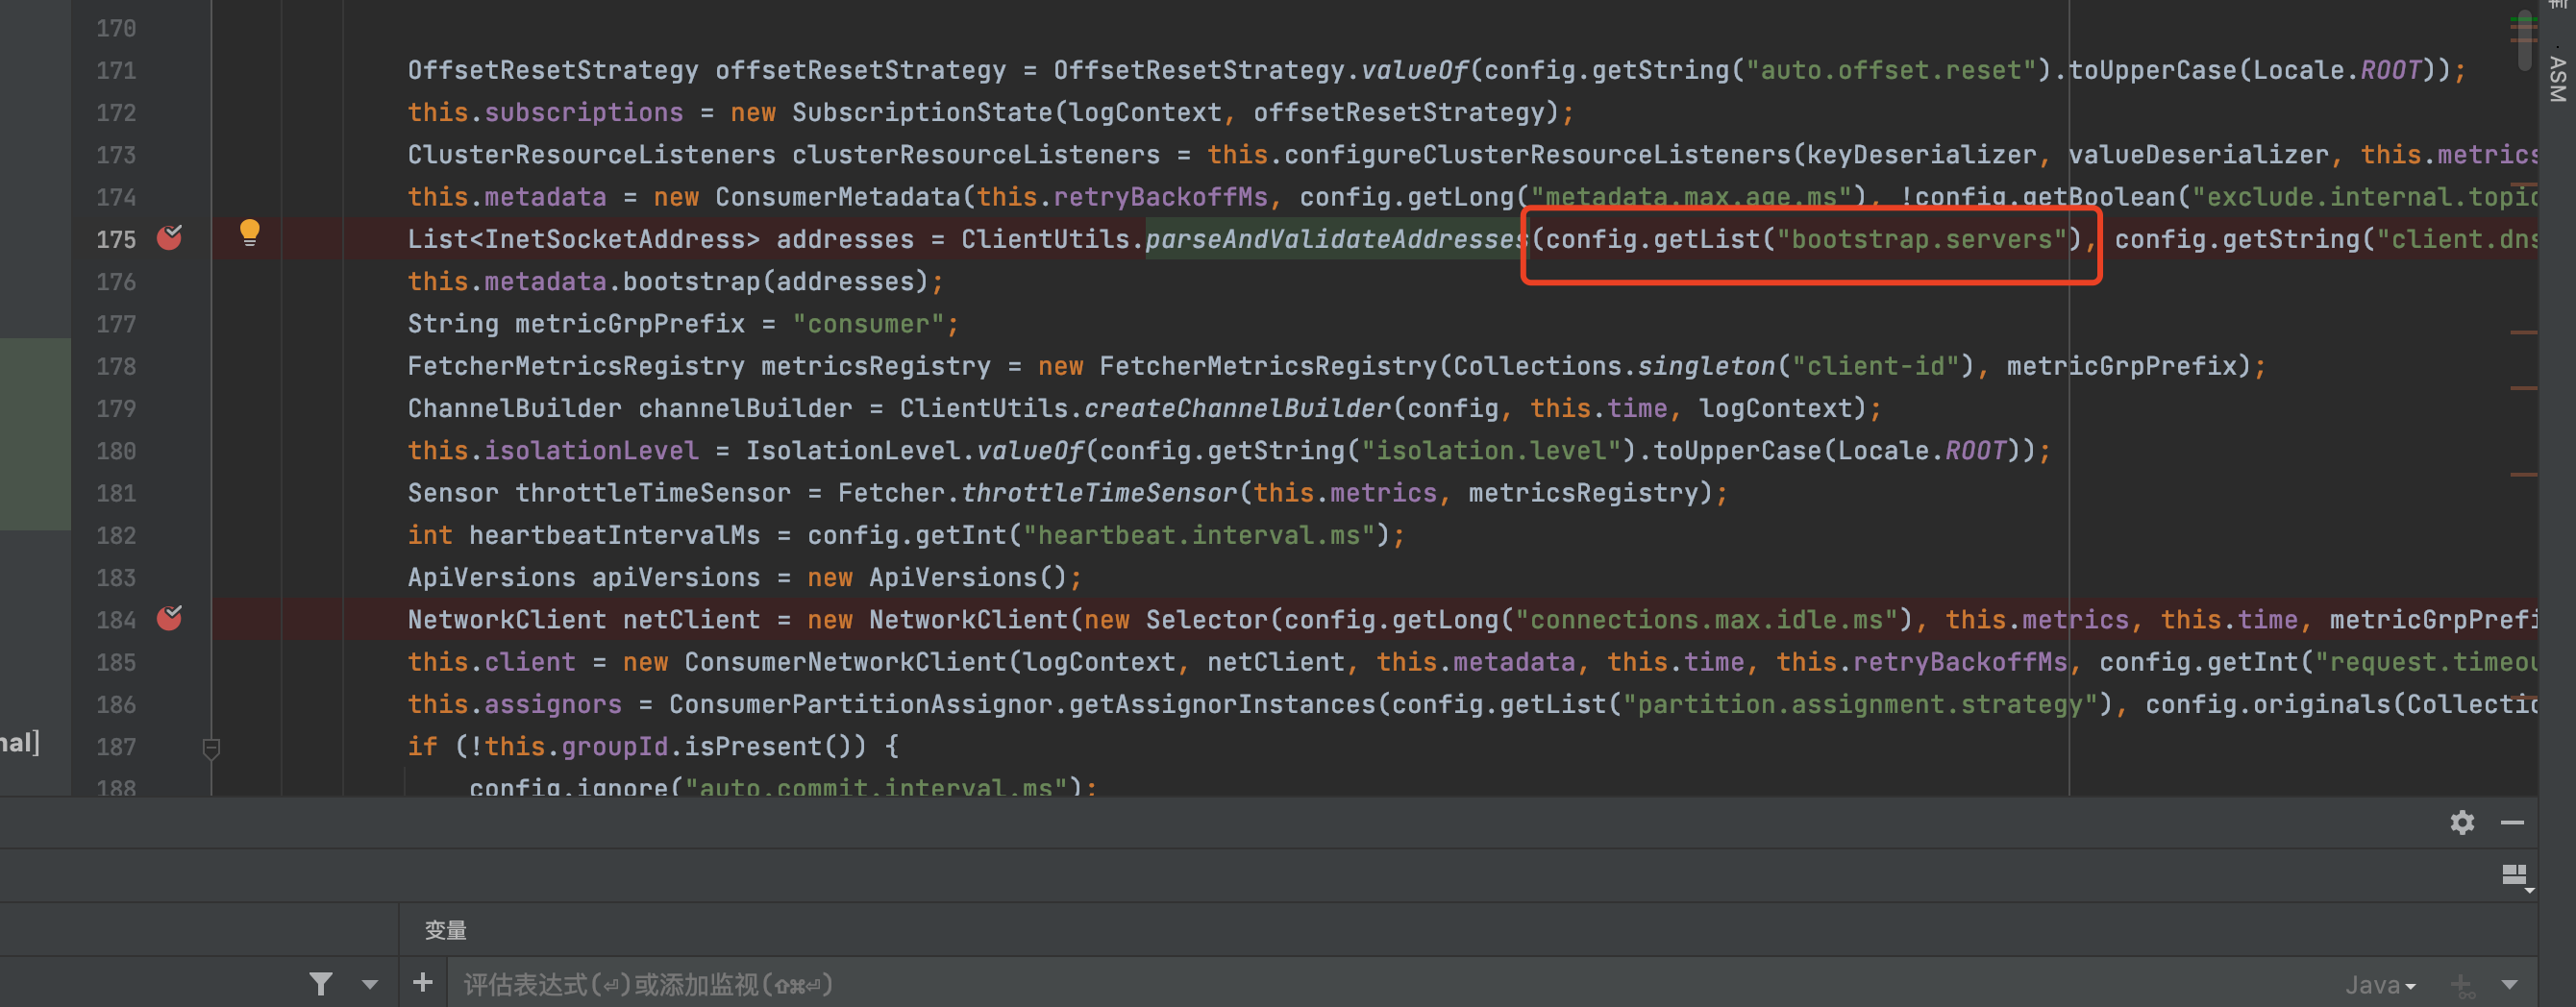 170
171 OffsetResetStrategy offsetResetStrategy = OffsetResetStrategy.valueOf(config.getString("auto.offset.reset").toUpperCase(Locale.ROOT));
172 this.subscriptions = new SubscriptionState(logContext, offsetResetStrategy);
173 ClusterResourceListeners clusterResourceListeners = this.configureClusterResourceListeners(keyDeserializer, valueDeserializer, this.metrics
174 this.metadata = new ConsumerMetadata(this.retryBackoffMs, config.getLong("metadata.max.age.ms"), !config.getBoolean("exclude.internal.topic
175 List<InetSocketAddress> addresses = ClientUtils.parseAndValidateAddresses(config.getList("bootstrap.servers"), config.getString("client.dns
176 this.metadata.bootstrap(addresses);
177 String metricGrpPrefix = "consumer";
178 FetcherMetricsRegistry metricsRegistry = new FetcherMetricsRegistry(Collections.singleton("client-id"), metricGrpPrefix);
179 ChannelBuilder channelBuilder = ClientUtils.createChannelBuilder(config, this.time, logContext);
180 this.isolationLevel = IsolationLevel.valueOf(config.getString("isolation.level").toUpperCase(Locale.ROOT));
181 Sensor throttleTimeSensor = Fetcher.throttleTimeSensor(this.metrics, metricsRegistry);
182 int heartbeatIntervalMs = config.getInt("heartbeat.interval.ms");
183 ApiVersions apiVersions = new ApiVersions();
184 NetworkClient netClient = new NetworkClient(new Selector(config.getLong("connections.max.idle.ms"), this.metrics, this.time, metricGrpPrefi
185 this.client = new ConsumerNetworkClient(logContext, netClient, this.metadata, this.time, this.retryBackoffMs, config.getInt("request.timeou
186 this.assignors = ConsumerPartitionAssignor.getAssignorInstances(config.getList("partition.assignment.strategy"), config.originals(Collectio
nal] 187 if (!this.groupId.isPresent()) {
188 config.ignore("auto.commit.interval.ms");
ASM
变量
评估表达式(⏎)或添加监视(⇧⌘⏎)
Java